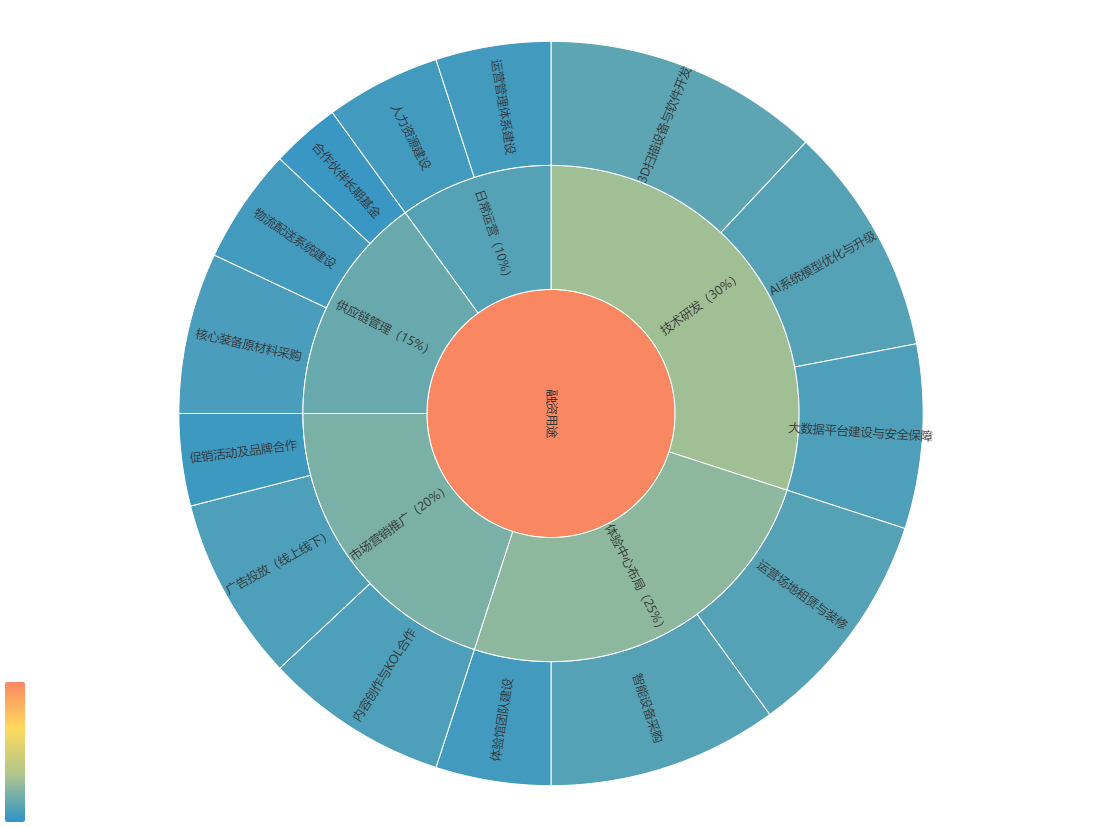 融资用途
技术研发（30%）
3D扫描设备与软件开发
AI系统模型优化与升级
大数据平台建设与安全保障
体验中心布局（25%）
运营场地租赁与装修
智能设备采购
体验馆团队建设
市场营销推广（20%）
内容创作与KOL合作
广告投放（线上线下）
促销活动及品牌合作
供应链管理（15%）
核心装备原材料采购
物流配送系统建设
合作伙伴长期基金
日常运营（10%）
人力资源建设
运营管理体系建设